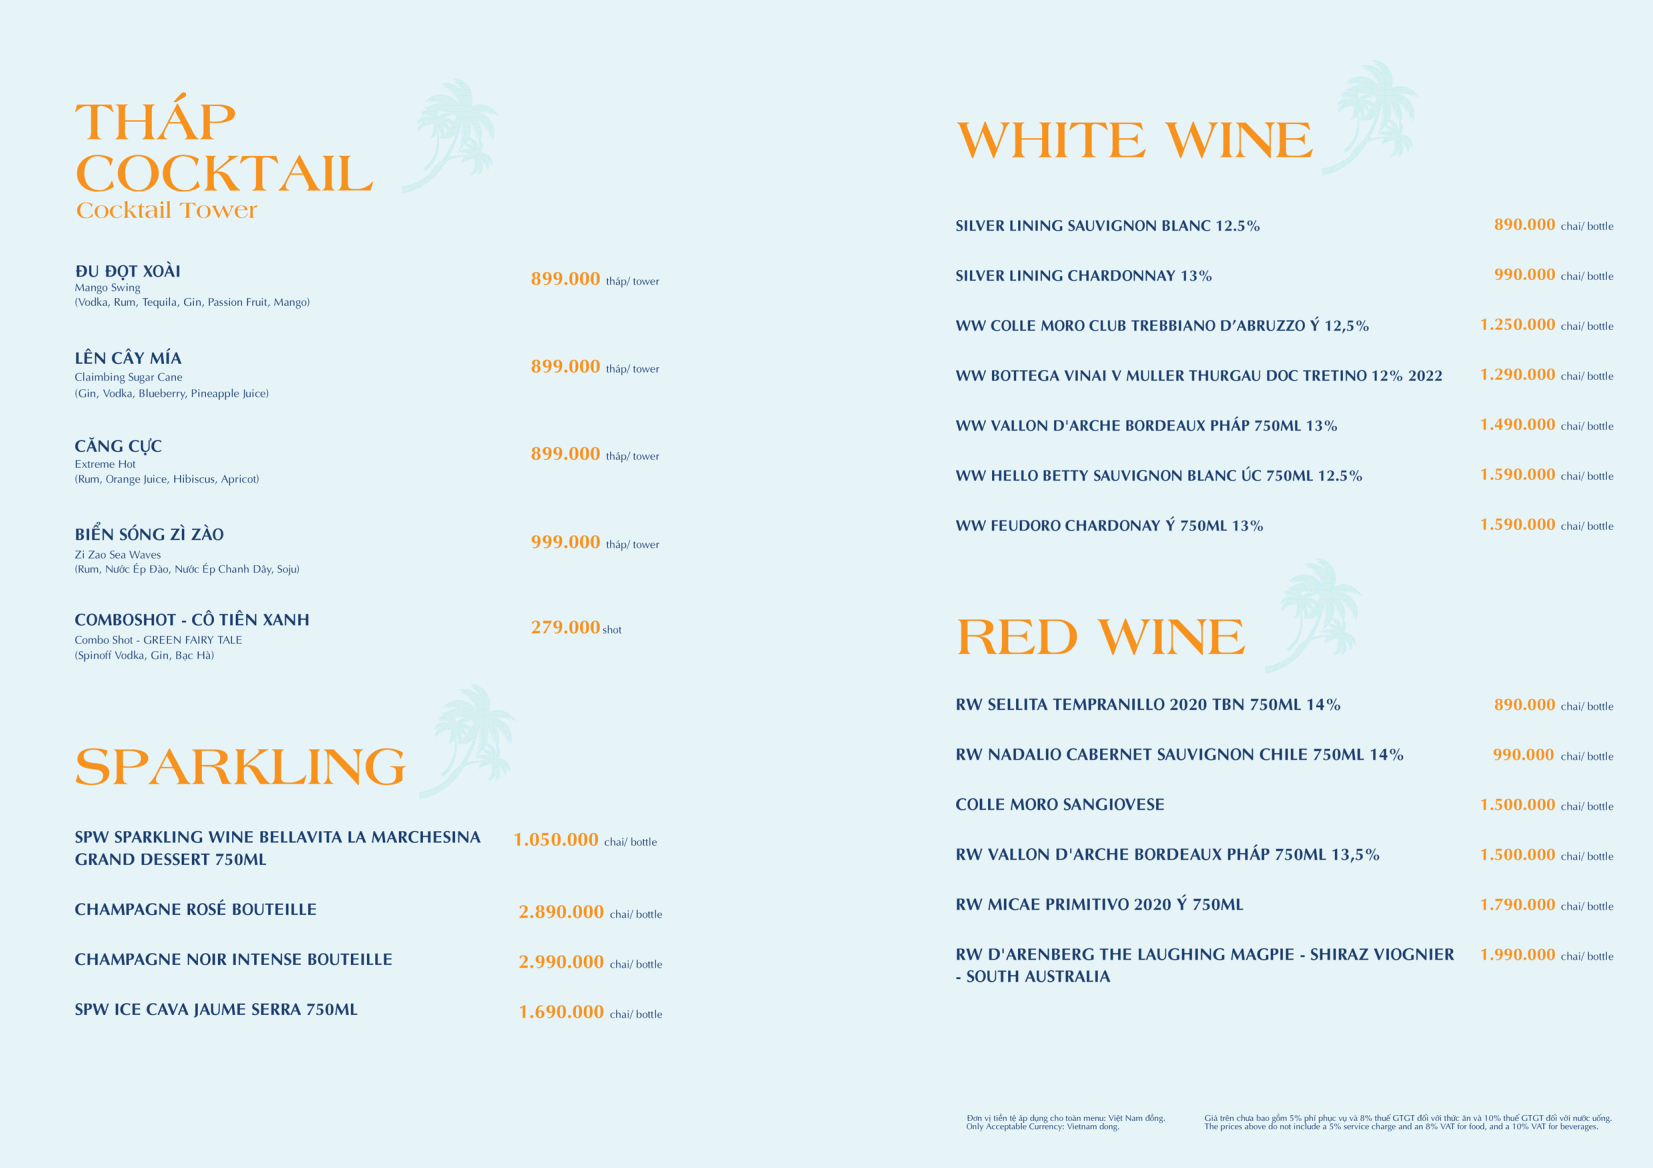 THÁP
COCKTAIL
Cocktail Tower
ĐU ĐỌT XOÀI
Mango Swing
(Vodka, Rum, Tequila, Gin, Passion Fruit, Mango)
899.000 tháp/ tower
LÊN CÂY MÍA
Claimbing Sugar Cane
(Gin, Vodka, Blueberry, Pineapple Juice)
899.000 tháp/ tower
CĂNG CỰC
Extreme Hot
(Rum, Orange Juice, Hibiscus, Apricot)
899.000 tháp/ tower
BIỂN SÓNG ZÌ ZÀO
Zi Zao Sea Waves
(Rum, Nước Ép Đào, Nước Ép Chanh Dây, Soju)
999.000 tháp/ tower
COMBOSHOT - CÔ TIÊN XANH
Combo Shot - GREEN FAIRY TALE
(Spinoff Vodka, Gin, Bạc Hà)
279.000 shot
SPARKLING
SPW SPARKLING WINE BELLAVITA LA MARCHESINA
GRAND DESSERT 750ML
1.050.000 chai/ bottle
CHAMPAGNE ROSÉ BOUTEILLE 2.890.000 chai/ bottle
CHAMPAGNE NOIR INTENSE BOUTEILLE 2.990.000 chai/ bottle
SPW ICE CAVA JAUME SERRA 750ML 1.690.000 chai/ bottle
WHITE WINE
SILVER LINING SAUVIGNON BLANC 12.5% 890.000 chai/ bottle
SILVER LINING CHARDONNAY 13% 990.000 chai/ bottle
WW COLLE MORO CLUB TREBBIANO D’ABRUZZO Ý 12,5% 1.250.000 chai/ bottle
WW BOTTEGA VINAI V MULLER THURGAU DOC TRETINO 12% 2022 1.290.000 chai/ bottle
WW VALLON D'ARCHE BORDEAUX PHÁP 750ML 13% 1.490.000 chai/ bottle
WW HELLO BETTY SAUVIGNON BLANC ÚC 750ML 12.5% 1.590.000 chai/ bottle
WW FEUDORO CHARDONAY Ý 750ML 13% 1.590.000 chai/ bottle
RED WINE
RW SELLITA TEMPRANILLO 2020 TBN 750ML 14% 890.000 chai/ bottle
RW NADALIO CABERNET SAUVIGNON CHILE 750ML 14% 990.000 chai/ bottle
COLLE MORO SANGIOVESE 1.500.000 chai/ bottle
RW VALLON D'ARCHE BORDEAUX PHÁP 750ML 13,5% 1.500.000 chai/ bottle
RW MICAE PRIMITIVO 2020 Ý 750ML 1.790.000 chai/ bottle
RW D'ARENBERG THE LAUGHING MAGPIE - SHIRAZ VIOGNIER
- SOUTH AUSTRALIA
1.990.000 chai/ bottle
Đơn vị tiền tệ áp dụng cho toàn menu: Việt Nam đồng.
Only Acceptable Currency: Vietnam dong.
Giá trên chưa bao gồm 5% phí phục vụ và 8% thuế GTGT đối với thức ăn và 10% thuế GTGT đối với nước uống.
The prices above do not include a 5% service charge and an 8% VAT for food, and a 10% VAT for beverages.